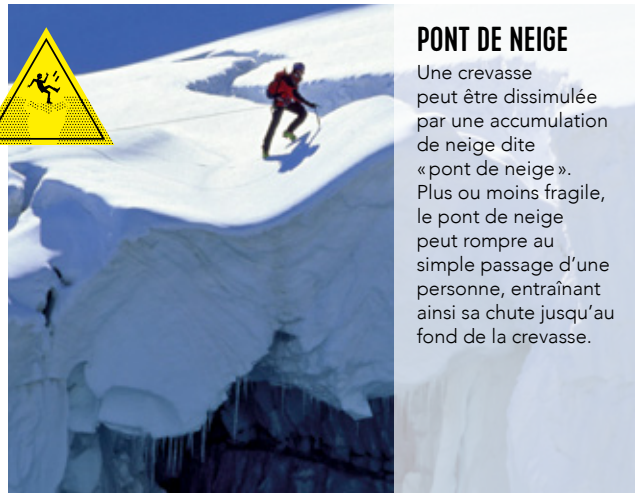 PONT DE NEIGE
Une crevasse
peut être dissimulée
par une accumulation
de neige dite
«pont de neige».
Plus ou moins fragile,
le pont de neige
peut rompre au
simple passage d'une
personne, entraînant
ainsi sa chute jusqu'au
fond de la crevasse.